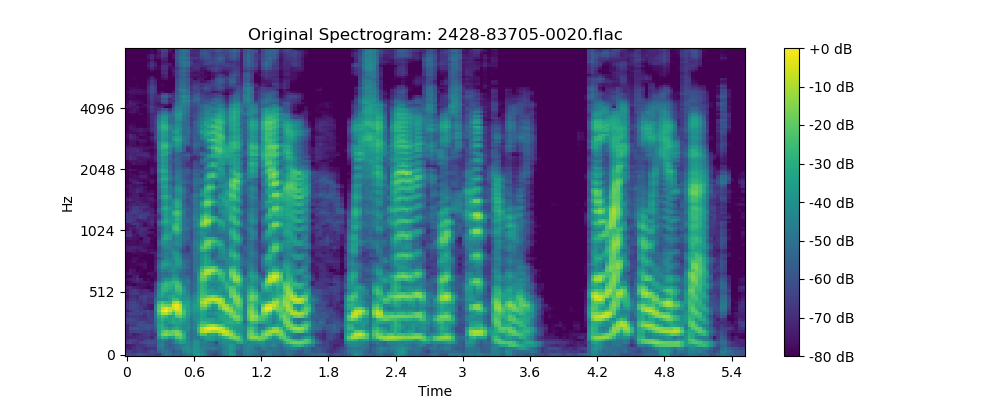 Original Spectrogram: 2428-83705-0020.flac
Hz
4096
2048
1024
512
0
0 0.6 1.2 1.8 2.4 3 3.6 4.2 4.8 5.4
Time
+0 dB
-10 dB
-20 dB
-30 dB
-40 dB
-50 dB
-60 dB
-70 dB
-80 dB